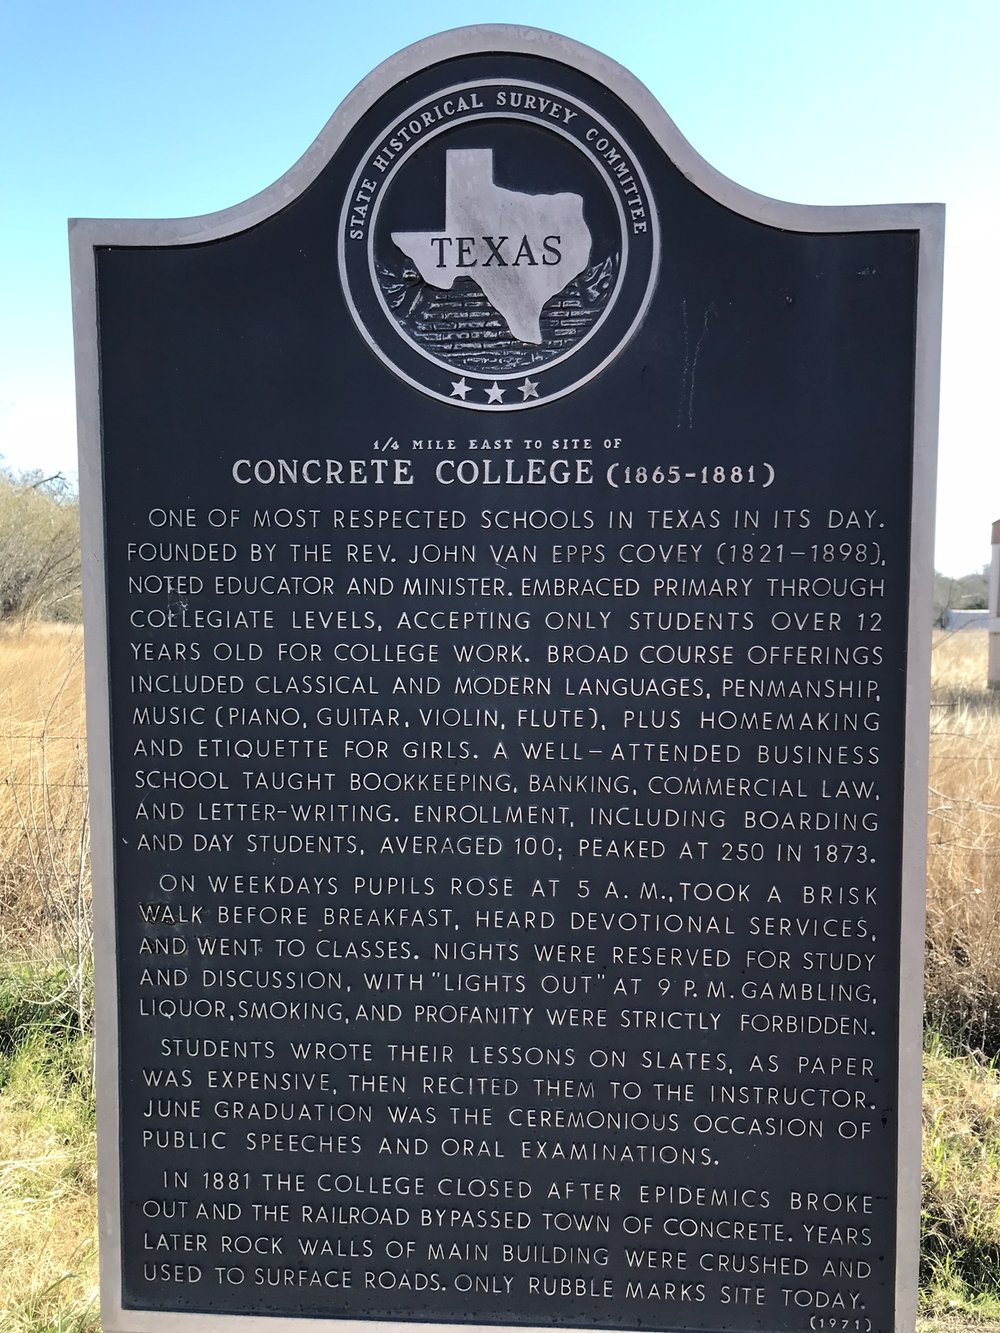 STATE HISTORICAL SURVEY COMMITTEE
TEXAS
1/4 MILE EAST TO SITE OF
CONCRETE COLLEGE (1865-1881)
ONE OF MOST RESPECTED SCHOOLS IN TEXAS IN ITS DAY.
FOUNDED BY THE REV. JOHN VAN EPPS COVEY (1821-1898),
NOTED EDUCATOR AND MINISTER. EMBRACED PRIMARY THROUGH
COLLEGIATE LEVELS, ACCEPTING ONLY STUDENTS OVER 12
YEARS OLD FOR COLLEGE WORK. BROAD COURSE OFFERINGS
INCLUDED CLASSICAL AND MODERN LANGUAGES, PENMANSHIP,
MUSIC (PIANO, GUITAR, VIOLIN, FLUTE), PLUS HOMEMAKING
AND ETIQUETTE FOR GIRLS. A WELL-ATTENDED BUSINESS
SCHOOL TAUGHT BOOKKEEPING, BANKING, COMMERCIAL LAW,
AND LETTER-WRITING. ENROLLMENT, INCLUDING BOARDING
AND DAY STUDENTS, AVERAGED 100; PEAKED AT 250 IN 1873.
ON WEEKDAYS PUPILS ROSE AT 5 A.M., TOOK A BRISK
WALK BEFORE BREAKFAST, HEARD DEVOTIONAL SERVICES,
AND WENT TO CLASSES. NIGHTS WERE RESERVED FOR STUDY
AND DISCUSSION, WITH "LIGHTS OUT" AT 9 P.M. GAMBLING,
LIQUOR, SMOKING, AND PROFANITY WERE STRICTLY FORBIDDEN.
STUDENTS WROTE THEIR LESSONS ON SLATES, AS PAPER
WAS EXPENSIVE, THEN RECITED THEM TO THE INSTRUCTOR.
JUNE GRADUATION WAS THE CEREMONIOUS OCCASION OF
PUBLIC SPEECHES AND ORAL EXAMINATIONS.
IN 1881 THE COLLEGE CLOSED AFTER EPIDEMICS BROKE
OUT AND THE RAILROAD BYPASSED TOWN OF CONCRETE. YEARS
LATER ROCK WALLS OF MAIN BUILDING WERE CRUSHED AND
USED TO SURFACE ROADS. ONLY RUBBLE MARKS SITE TODAY.
(1971)